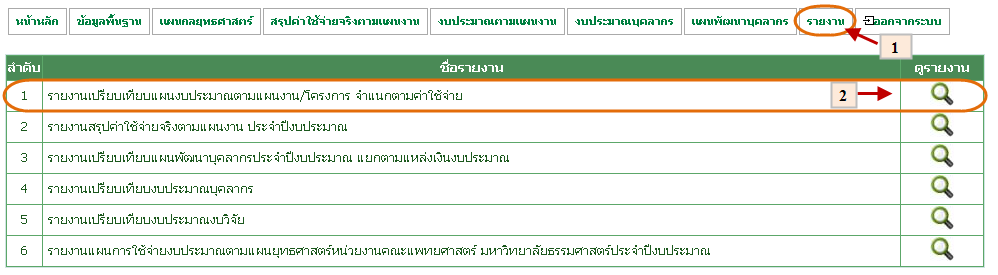 หน้าหลัก ข้อมูลพื้นฐาน แผนกลยุทธศาสตร์ สรุปค่าใช้จ่ายจริงตามแผนงาน งบประมาณตามแผนงาน งบประมาณบุคลากร แผนพัฒนาบุคลากร รายงาน ออกจากระบบ
1
ลำดับ ชื่อรายงาน ดูรายงาน
1 รายงานเปรียบเทียบแผนงบประมาณตามแผนงาน/โครงการ จำแนกตามค่าใช้จ่าย 2
2 รายงานสรุปค่าใช้จ่ายจริงตามแผนงาน ประจำปีงบประมาณ
3 รายงานเปรียบเทียบแผนพัฒนาบุคลากรประจำปีงบประมาณ แยกตามแหล่งเงินงบประมาณ
4 รายงานเปรียบเทียบงบประมาณบุคลากร
5 รายงานเปรียบเทียบงบประมาณงบวิจัย
6 รายงานแผนการใช้จ่ายงบประมาณตามแผนยุทธศาสตร์หน่วยงานคณะแพทยศาสตร์ มหาวิทยาลัยธรรมศาสตร์ประจำปีงบประมาณ